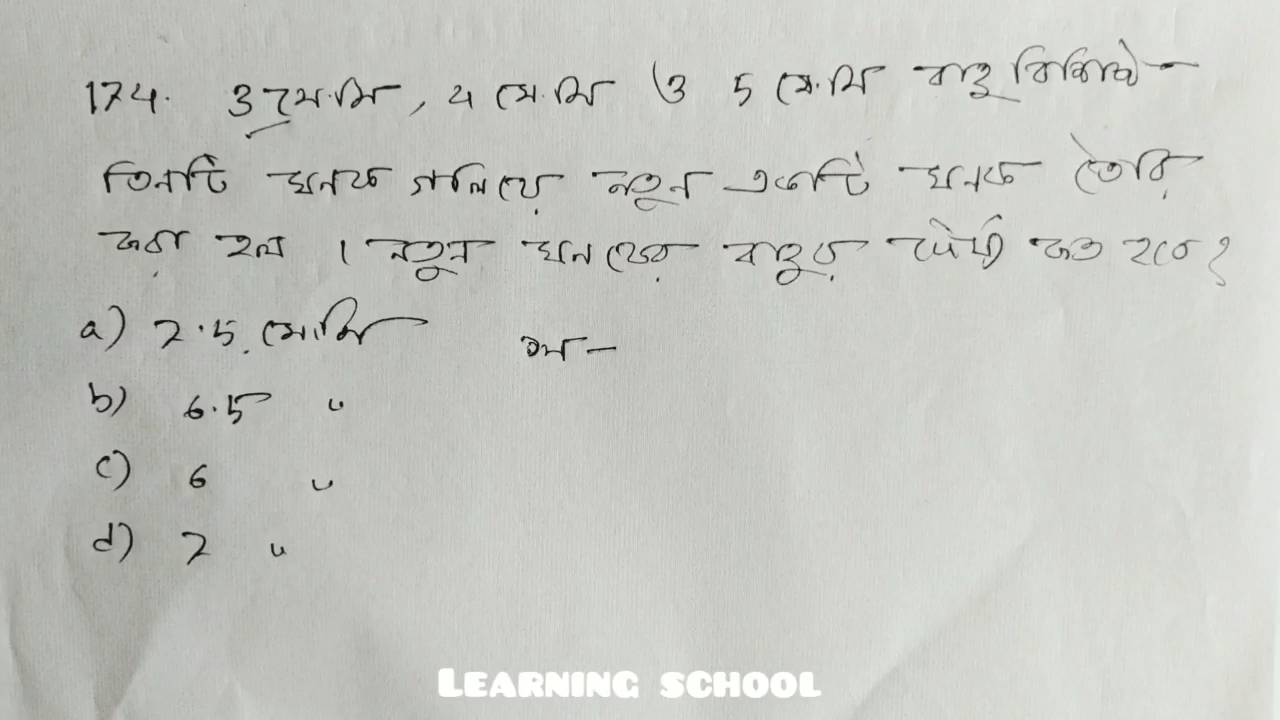 174. 3 সে.মি, 4 সে.মি ও 5 সে.মি বাহু বিশিষ্ট
তিনটি ঘনক গলিয়ে নতুন একটি ঘনক তৈরি
করা হল । নতুন ঘনকের বাহুর দৈর্ঘ্য কত হবে?
a) 7.5 সে.মি
b) 6.5 "
c) 6 "
d) 7 "
LEARNING SCHOOL